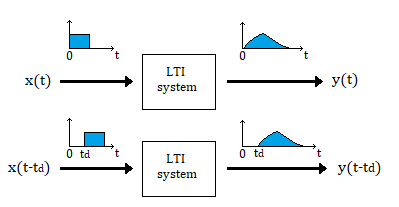 0 t 0 t
x(t) LTI system y(t)
0 td t 0 td t
x(t-td) LTI system y(t-td)